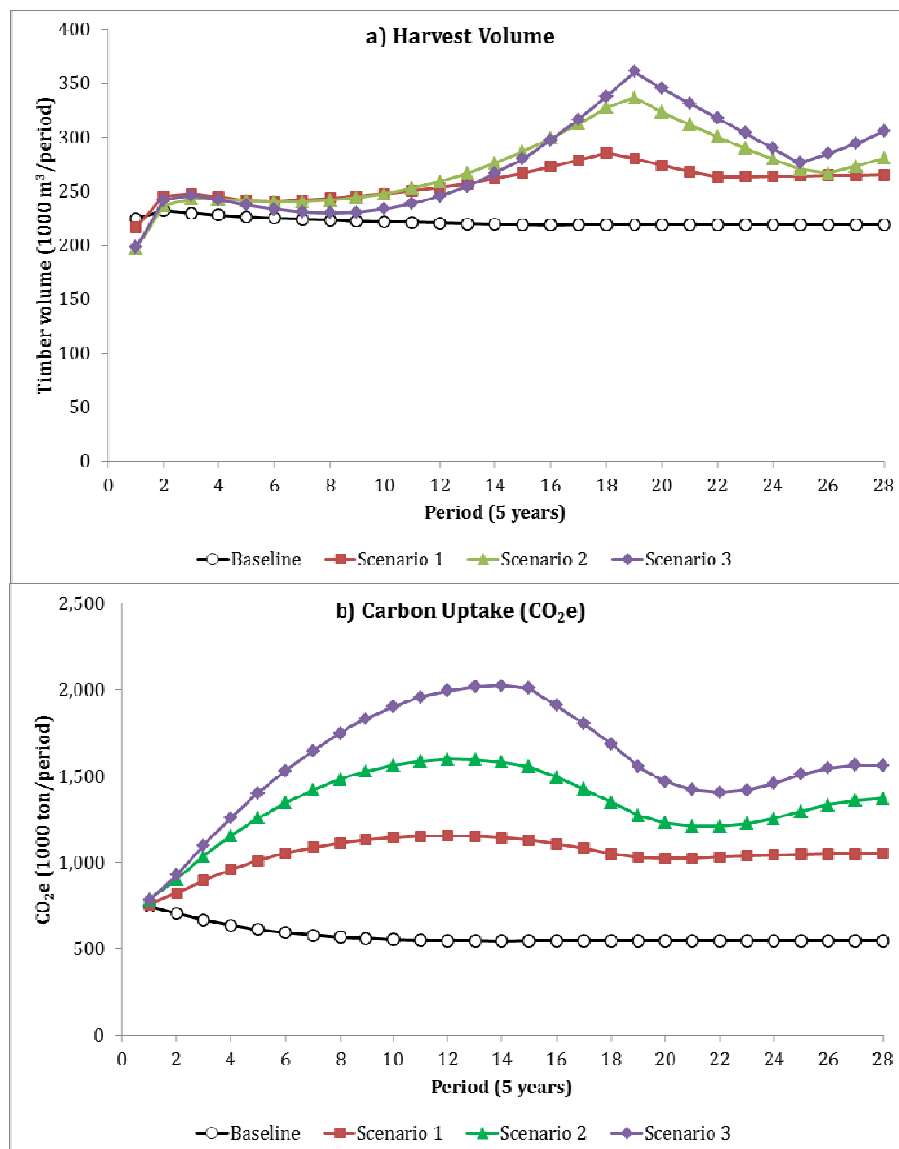 a) Harvest Volume
Timber volume (1000 m³/period)
400
350
300
250
200
150
100
50
0
0 2 4 6 8 10 12 14 16 18 20 22 24 26 28
Period (5 years)
Baseline Scenario 1 Scenario 2 Scenario 3
b) Carbon Uptake (CO₂e)
CO₂e (1000 ton/period)
2,500
2,000
1,500
1,000
500
0
0 2 4 6 8 10 12 14 16 18 20 22 24 26 28
Period (5 years)
Baseline Scenario 1 Scenario 2 Scenario 3